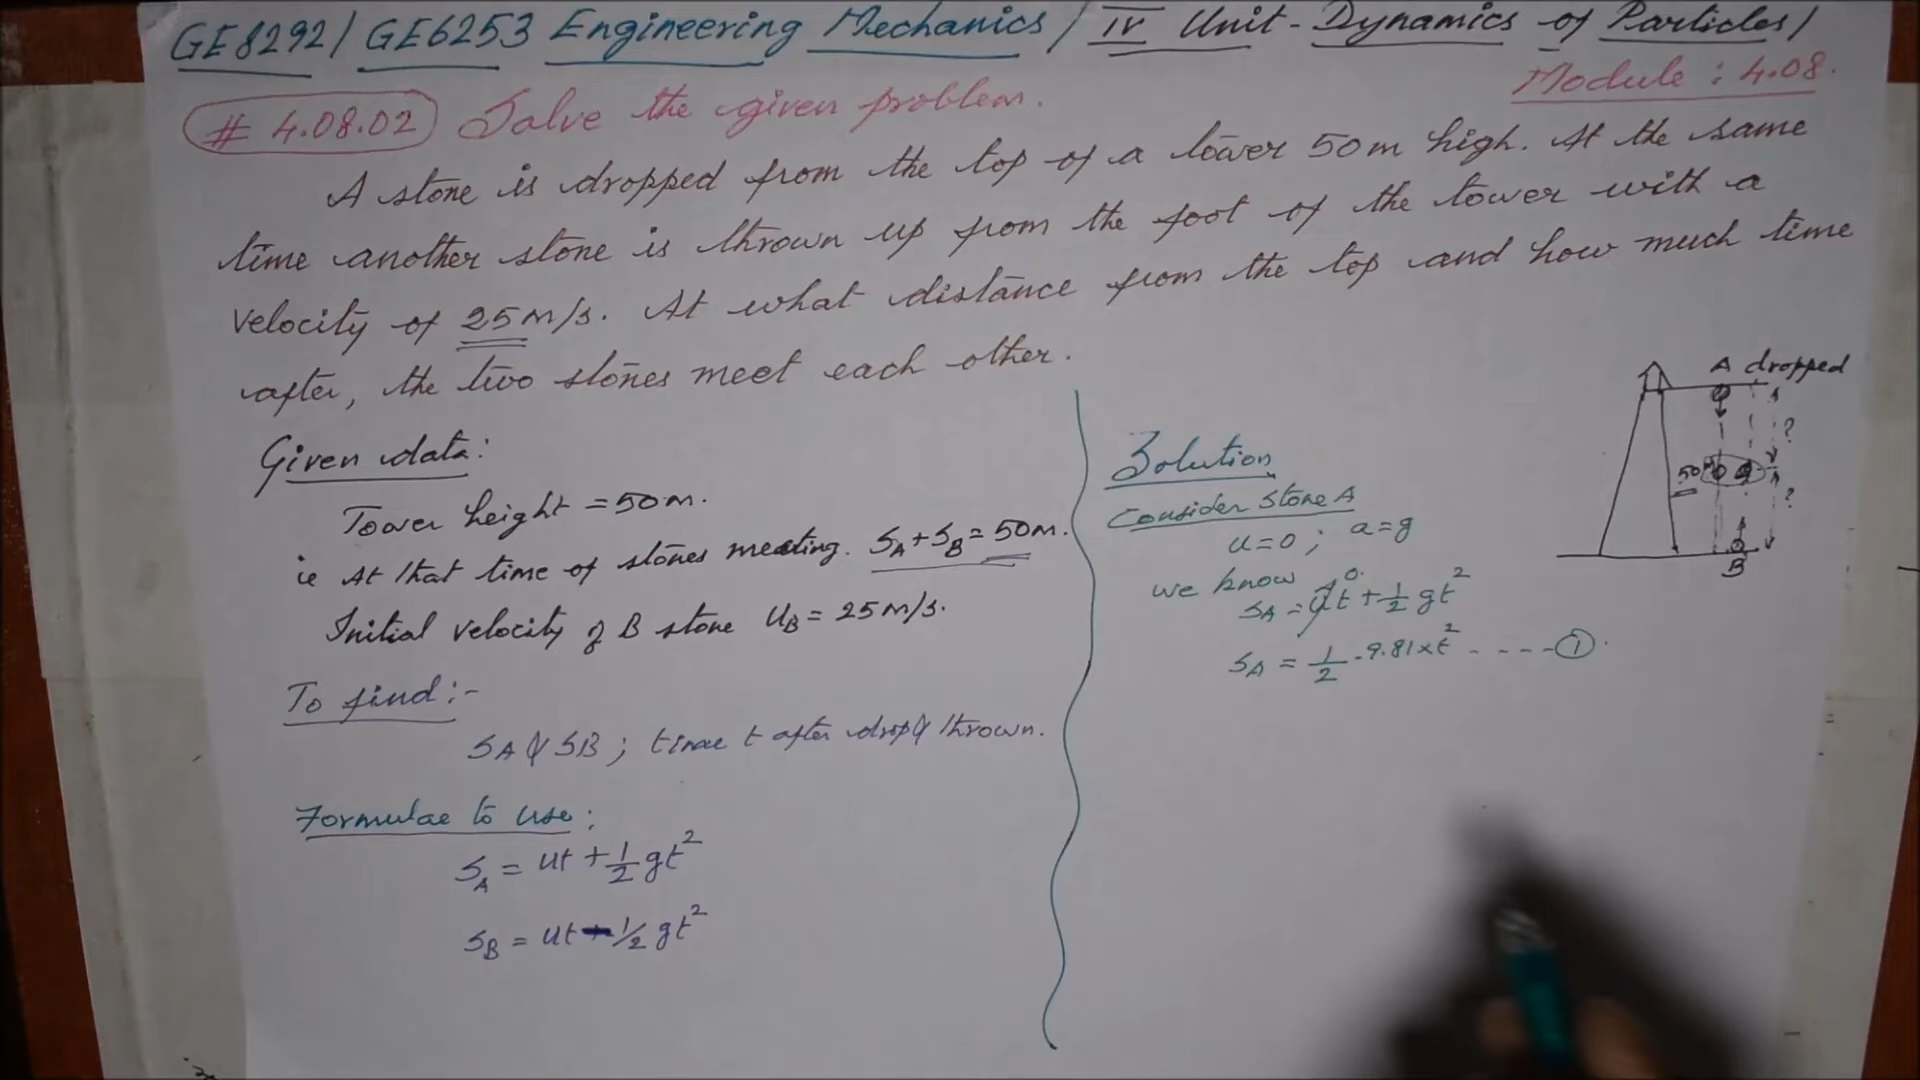 GE8292/ GE6253 Engineering Mechanics/ IV Unit - Dynamics of Particles/
Module : 4.08.
# 4.08.02 Solve the given problem.
A stone is dropped from the top of a tower 50m high. At the same
time another stone is thrown up from the foot of the tower with a
velocity of 25m/s. At what distance from the top and how much time
after, the two stones meet each other.
A dropped
?
50m
?
B
Given data:
Tower height = 50m.
ie At that time of stones meeting. SA+SB = 50m.
Initial velocity of B stone UB = 25m/s.
To find :-
SA & SB ; time t after drop & thrown.
Formulae to use:
SA = ut + 1/2 gt²
SB = ut - 1/2 gt²
Solution
Consider Stone A
u=0 ; a=g
we know
0
SA = ut + 1/2 gt²
SA = 1/2 - 9.81×t² - - - - ①.